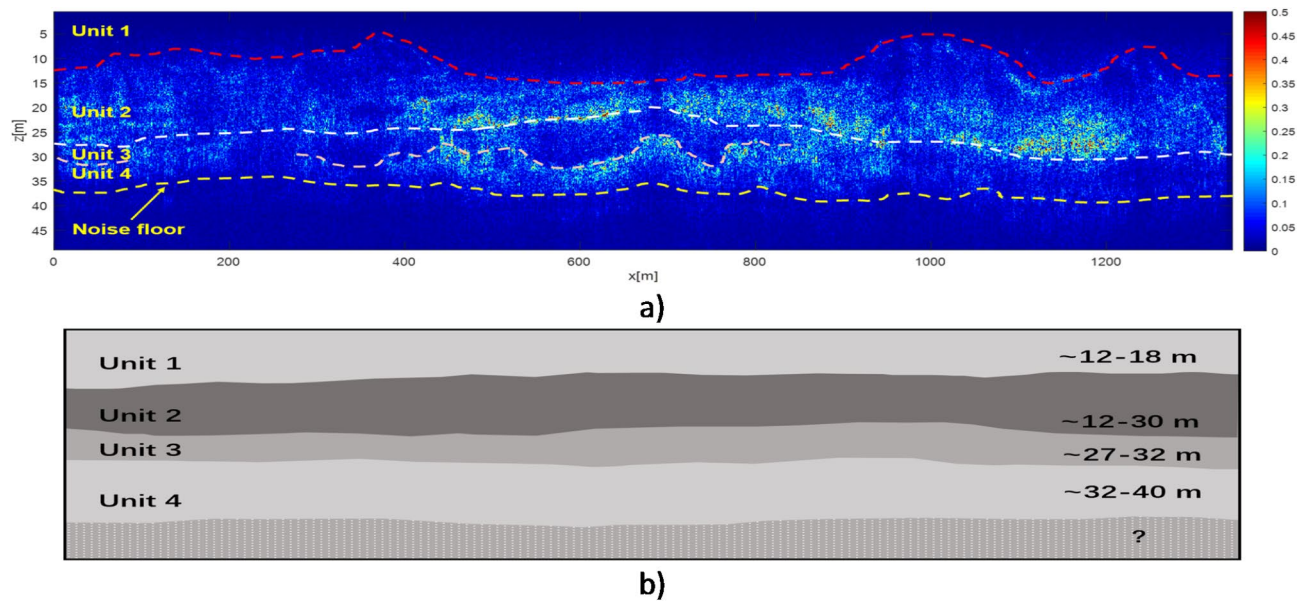 Unit 1
Unit 2
Unit 3
Unit 4
Noise floor
z[m]
5
10
15
20
25
30
35
40
45
0
200
400
600
800
1000
1200
x[m]
0.5
0.45
0.4
0.35
0.3
0.25
0.2
0.15
0.1
0.05
0
a)
Unit 1 ~12-18 m
Unit 2 ~12-30 m
Unit 3 ~27-32 m
Unit 4 ~32-40 m
?
b)